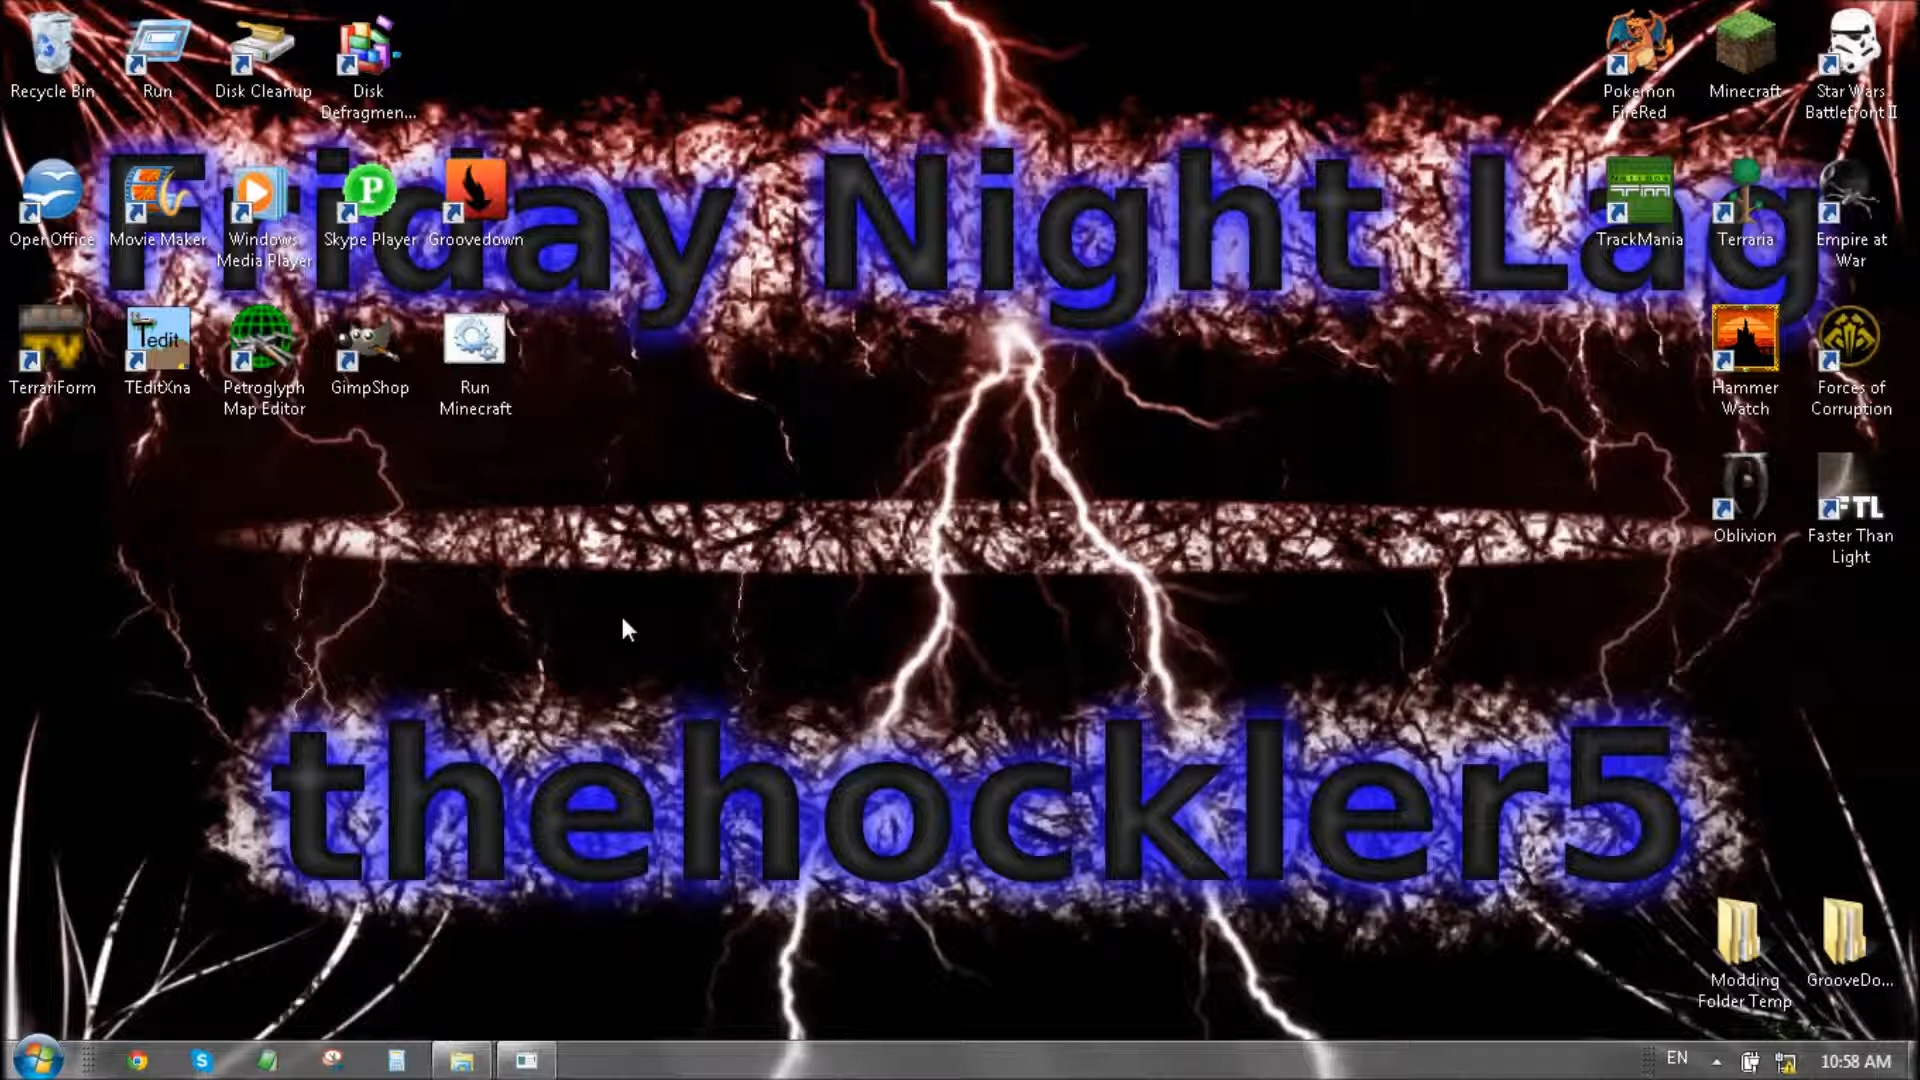 Recycle Bin
Run
Disk Cleanup
Disk
Defragmen...
Pokemon
FireRed
Minecraft
Star Wars
Battlefront II
Friday Night Lag
OpenOffice
Movie Maker
Windows
Media Player
P
Skype Player
Groovedown
TrackMania
Terraria
Empire at
War
TerrariForm
Tedit
TEditXna
Petroglyph
Map Editor
GimpShop
Run
Minecraft
Hammer
Watch
Forces of
Corruption
Oblivion
FTL
Faster Than
Light
thehockler5
Modding
Folder Temp
GrooveDo...
S
EN
10:58 AM